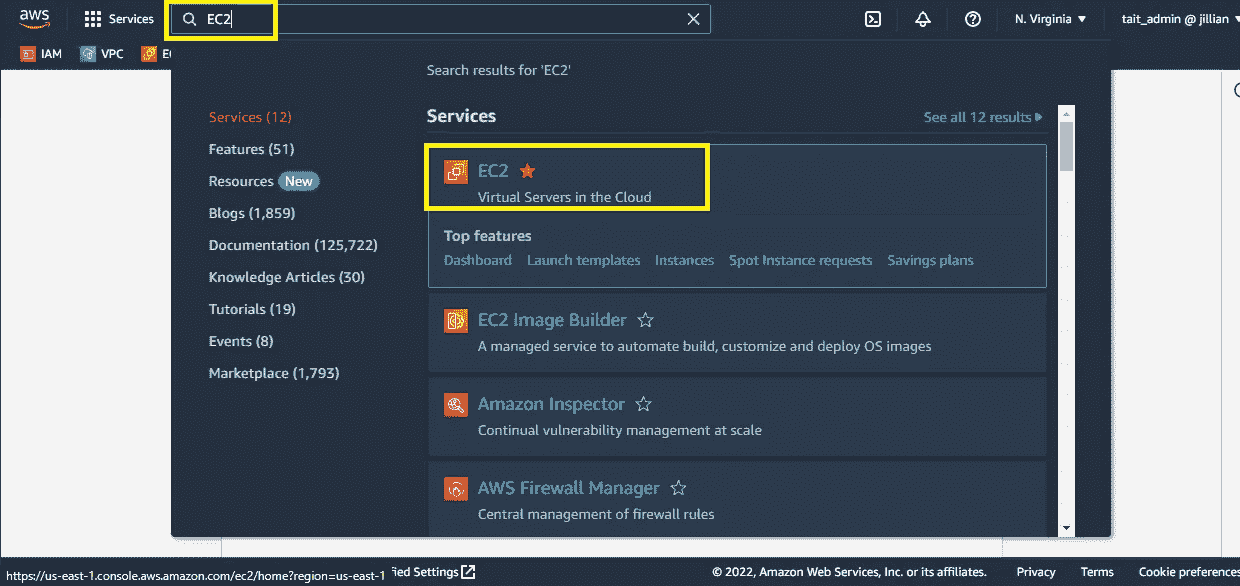 aws
Services
EC2
N. Virginia
tait_admin @ jillian
IAM
VPC
Search results for 'EC2'
Services (12)
Features (51)
Resources New
Blogs (1,859)
Documentation (125,722)
Knowledge Articles (30)
Tutorials (19)
Events (8)
Marketplace (1,793)
Services
See all 12 results
EC2
Virtual Servers in the Cloud
Top features
Dashboard Launch templates Instances Spot Instance requests Savings plans
EC2 Image Builder
A managed service to automate build, customize and deploy OS images
Amazon Inspector
Continual vulnerability management at scale
AWS Firewall Manager
Central management of firewall rules
https://us-east-1.console.aws.amazon.com/ec2/home?region=us-east-1
fied Settings
© 2022, Amazon Web Services, Inc. or its affiliates.
Privacy
Terms
Cookie preferences